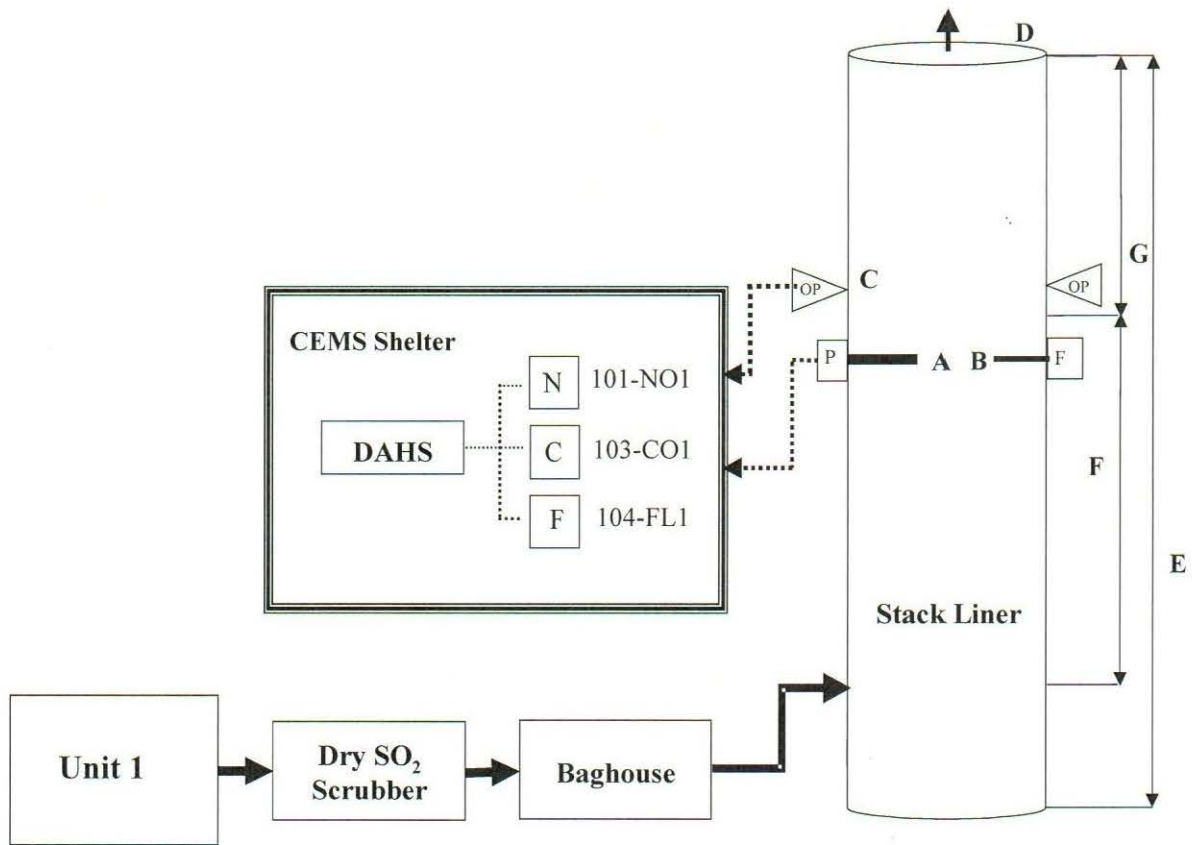 D
G
OP
C
OP
CEMS Shelter
P
A
B
F
N
101-NO1
DAHS
C
103-CO1
F
F
104-FL1
E
Stack Liner
Unit 1
Dry SO₂
Scrubber
Baghouse